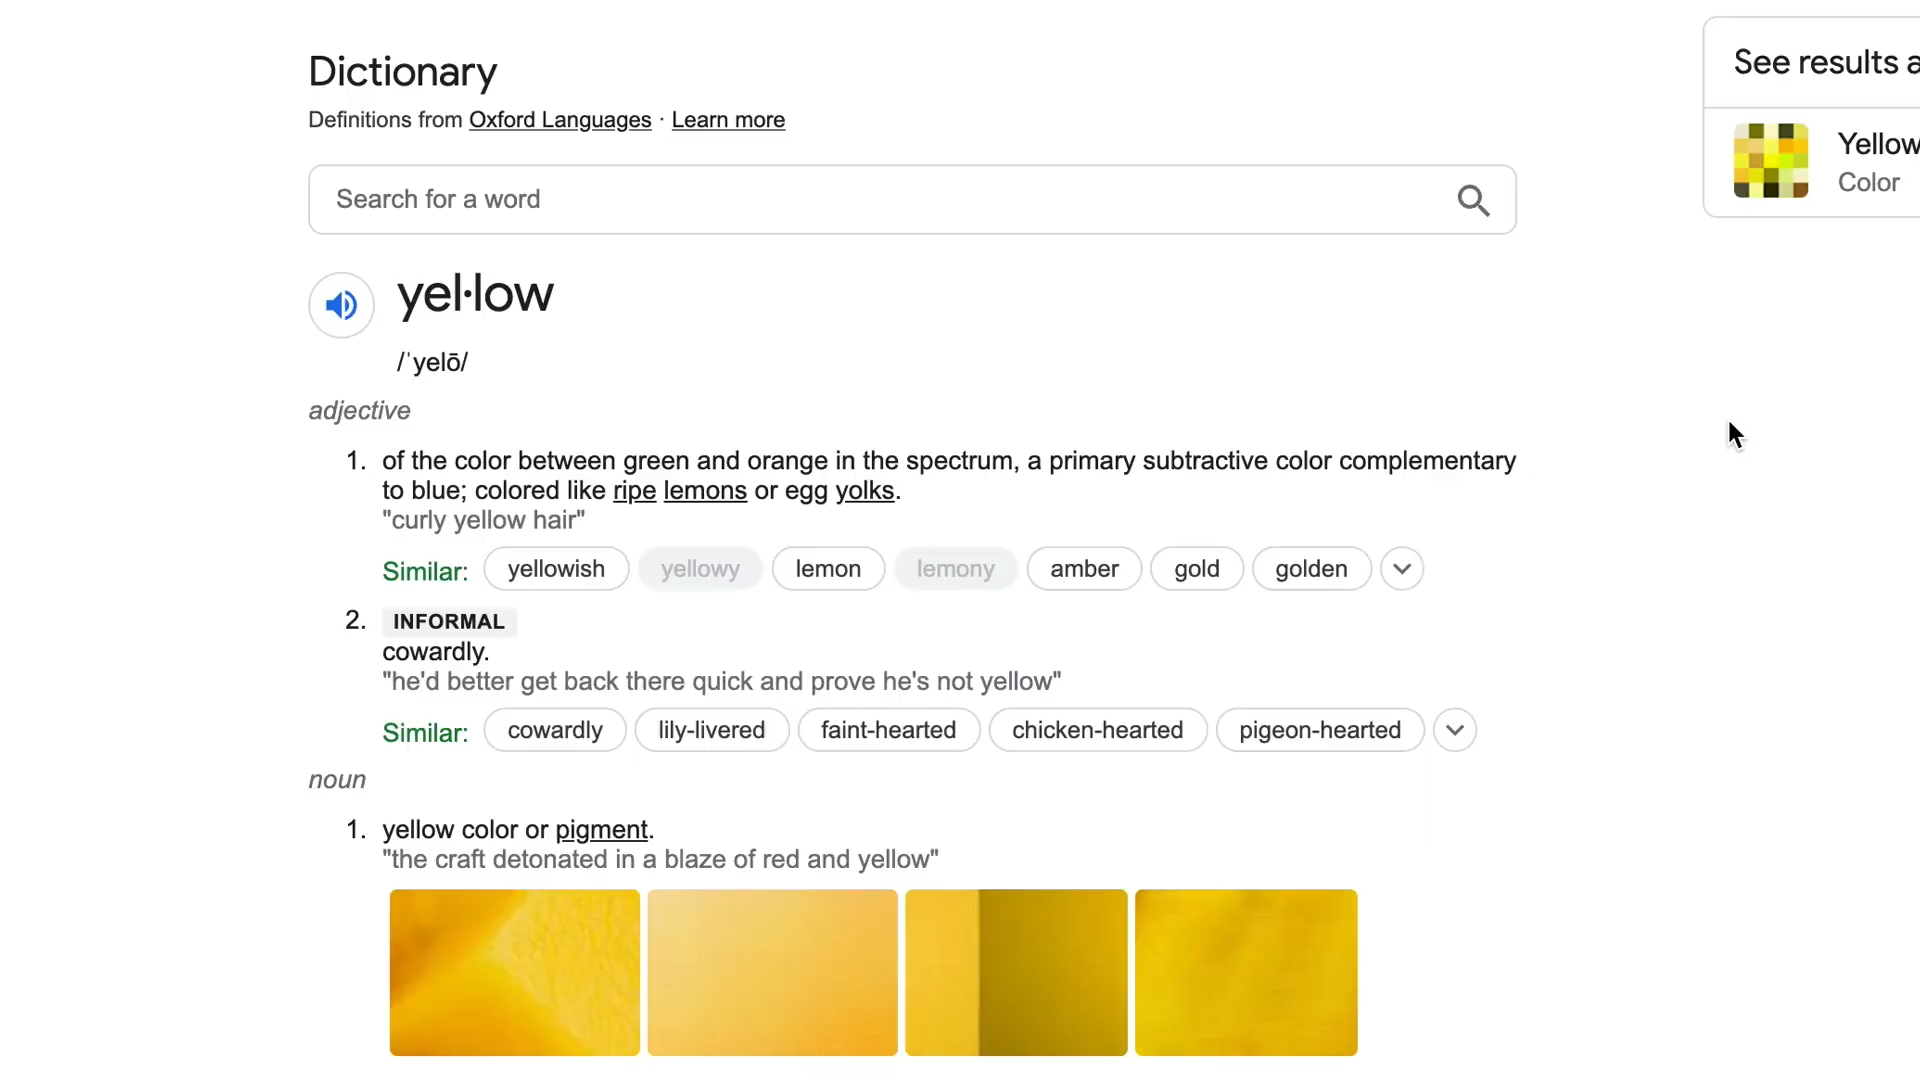 Dictionary
Definitions from Oxford Languages · Learn more
Search for a word
yel·low
/ˈyelō/
adjective
1. of the color between green and orange in the spectrum, a primary subtractive color complementary
to blue; colored like ripe lemons or egg yolks.
"curly yellow hair"
Similar: yellowish yellowy lemon lemony amber gold golden
2. INFORMAL
cowardly.
"he'd better get back there quick and prove he's not yellow"
Similar: cowardly lily-livered faint-hearted chicken-hearted pigeon-hearted
noun
1. yellow color or pigment.
"the craft detonated in a blaze of red and yellow"
See results a
Yellow
Color